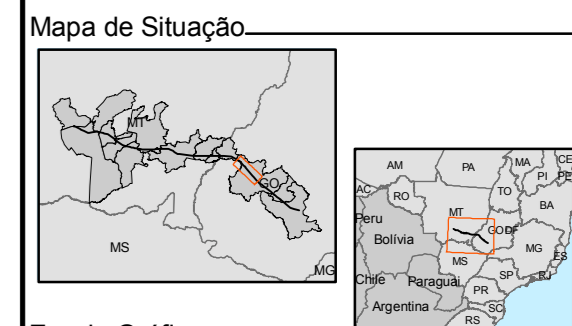 Mapa de Situação
MT
GO
MS
MG
AM
PA
MA
CE
PI
PE
AC
RO
TO
BA
MT
Peru
GO
DF
Bolívia
MG
MS
ES
SP
RJ
Chile
Paraguai
PR
SC
Argentina
RS